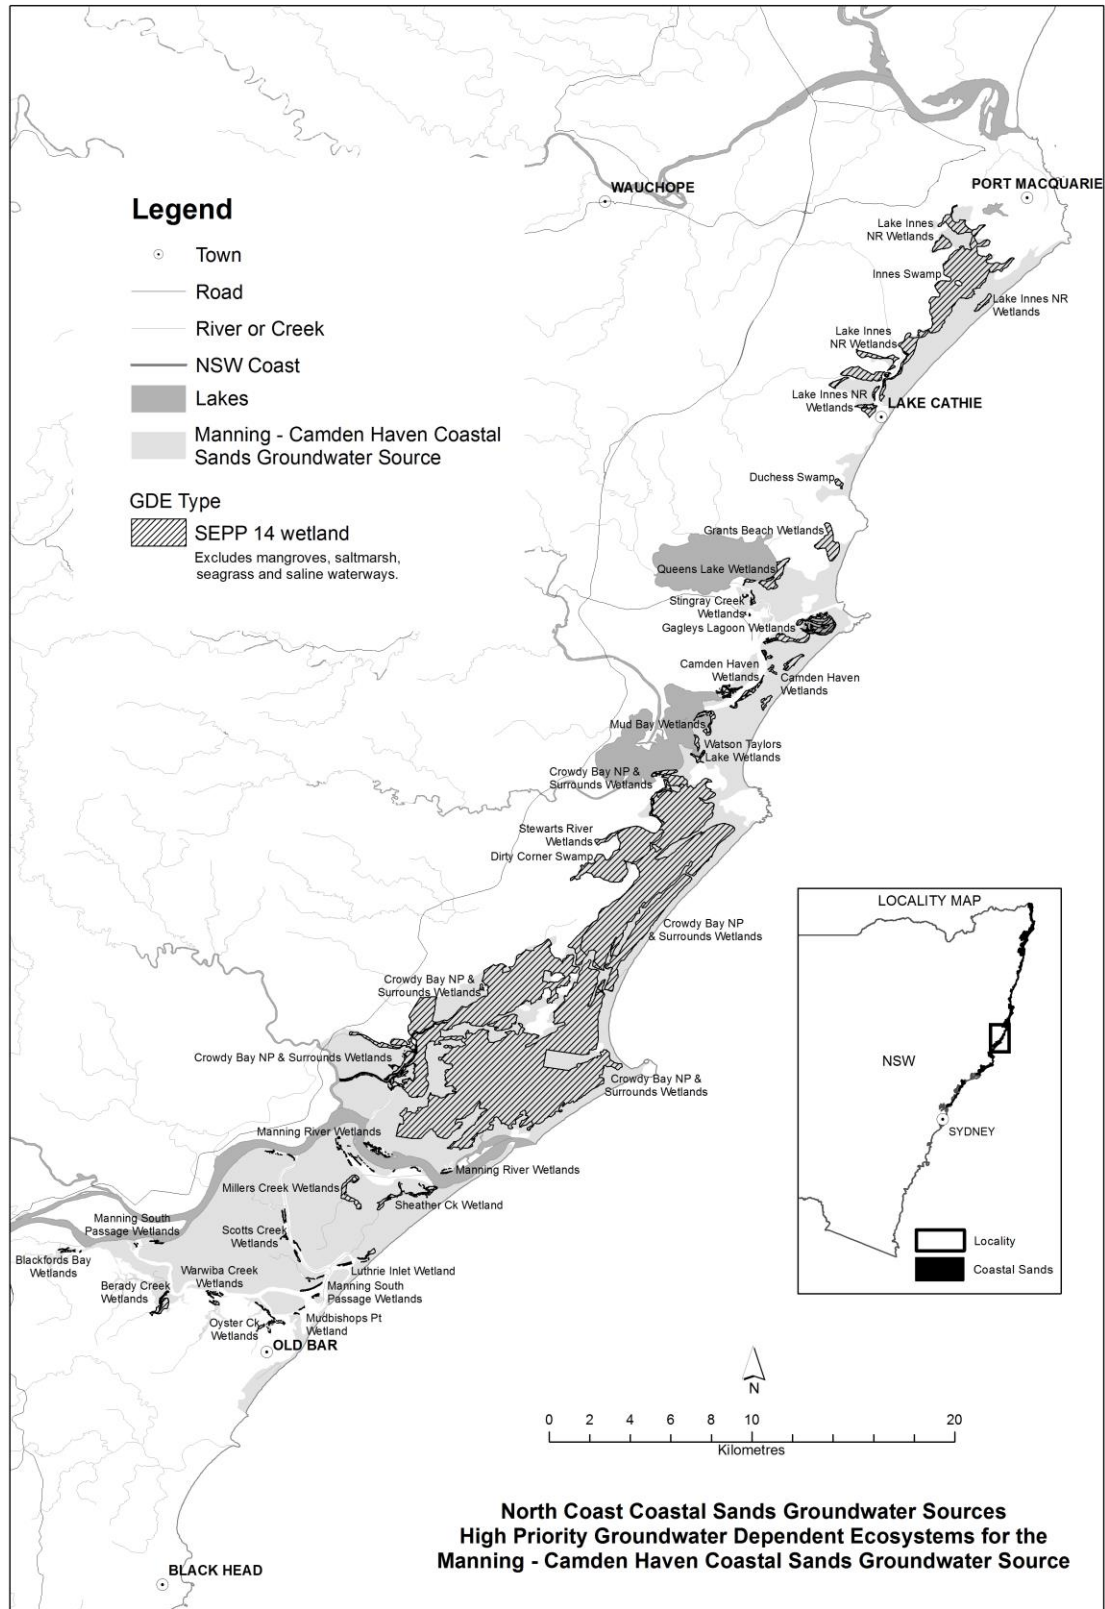 WAUCHOPE
PORT MACQUARIE
Legend
Town
Road
River or Creek
NSW Coast
Lakes
Manning - Camden Haven Coastal
Sands Groundwater Source
GDE Type
SEPP 14 wetland
Excludes mangroves, saltmarsh,
seagrass and saline waterways.
Lake Innes
NR Wetlands
Innes Swamp
Lake Innes NR
Wetlands
Lake Innes
NR Wetlands
Lake Innes NR
Wetlands
LAKE CATHIE
Duchess Swamp
Grants Beach Wetlands
Queens Lake Wetlands
Stingray Creek
Wetlands
Gagleys Lagoon Wetlands
Camden Haven
Wetlands
Camden Haven
Wetlands
Mud Bay Wetlands
Watson Taylors
Lake Wetlands
Crowdy Bay NP &
Surrounds Wetlands
Stewarts River
Wetlands
Dirty Corner Swamp
Crowdy Bay NP
& Surrounds Wetlands
Crowdy Bay NP &
Surrounds Wetlands
Crowdy Bay NP & Surrounds Wetlands
Crowdy Bay NP &
Surrounds Wetlands
Manning River Wetlands
Manning River Wetlands
Millers Creek Wetlands
Sheather Ck Wetland
Manning South
Passage Wetlands
Scotts Creek
Wetlands
Blackfords Bay
Wetlands
Warwiba Creek
Wetlands
Luthrie Inlet Wetland
Berady Creek
Wetlands
Manning South
Passage Wetlands
Oyster Ck
Wetlands
Mudbishops Pt
Wetland
OLD BAR
BLACK HEAD
LOCALITY MAP
NSW
SYDNEY
Locality
Coastal Sands
N
0 2 4 6 8 10 20
Kilometres
North Coast Coastal Sands Groundwater Sources
High Priority Groundwater Dependent Ecosystems for the
Manning - Camden Haven Coastal Sands Groundwater Source